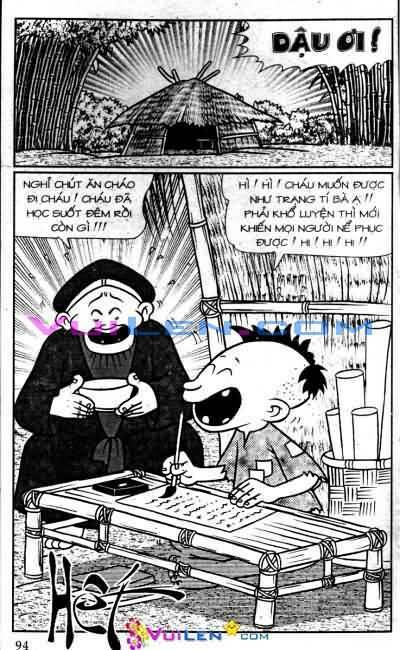 DẬU ƠI!
NGHỈ CHÚT ĂN CHÁO
ĐI CHÁU! CHÁU ĐÃ
HỌC SUỐT ĐÊM RỒI
CÒN GÌ!!!
HÌ! HÌ! CHÁU MUỐN ĐƯỢC
NHƯ TRẠNG TÍ BÀ Ạ!!
PHẢI KHỔ LUYỆN THÌ MỚI
KHIẾN MỌI NGƯỜI NỂ PHỤC
ĐƯỢC! HI! HI! HI!!
VUILEN.COM
HẾT
94
VUILEN.COM